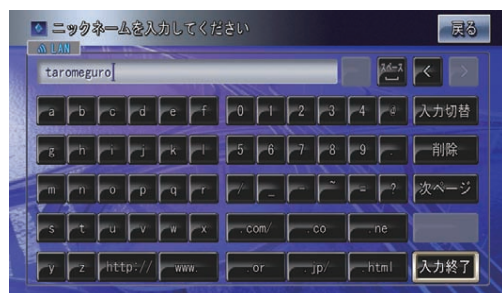 ニックネームを入力してください 戻る
LAN
taromeguro スペース < >
a b c d e f 0 1 2 3 4 @ 入力切替
g h i j k l 5 6 7 8 9 . 削除
m n o p q r / _ - ~ = ? 次ページ
s t u v w x .com/ .co .ne
y z http:// www. .or .jp/ .html 入力終了